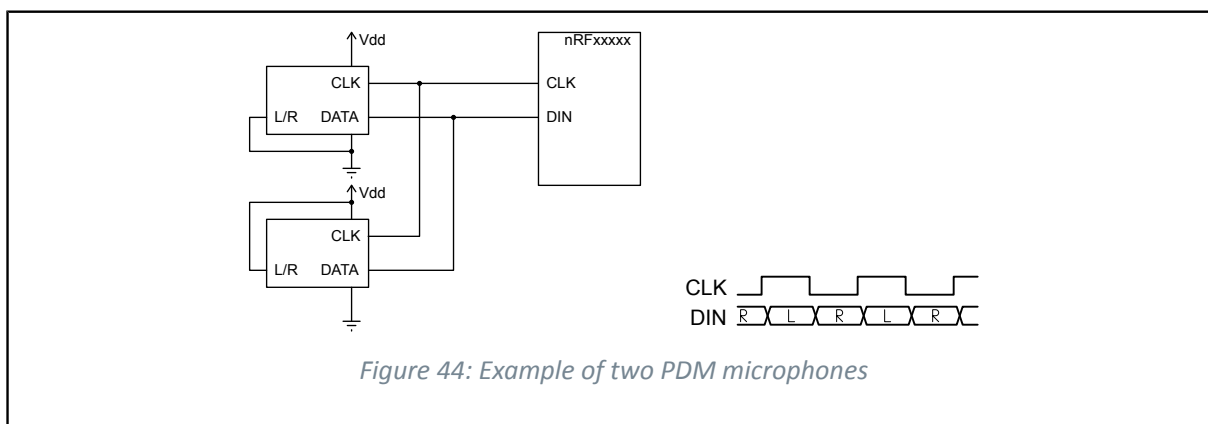 Vdd
nRFxxxxx
CLK
CLK
L/R
DATA
DIN
Vdd
CLK
L/R
DATA
CLK
DIN
R
L
R
L
R
Figure 44: Example of two PDM microphones